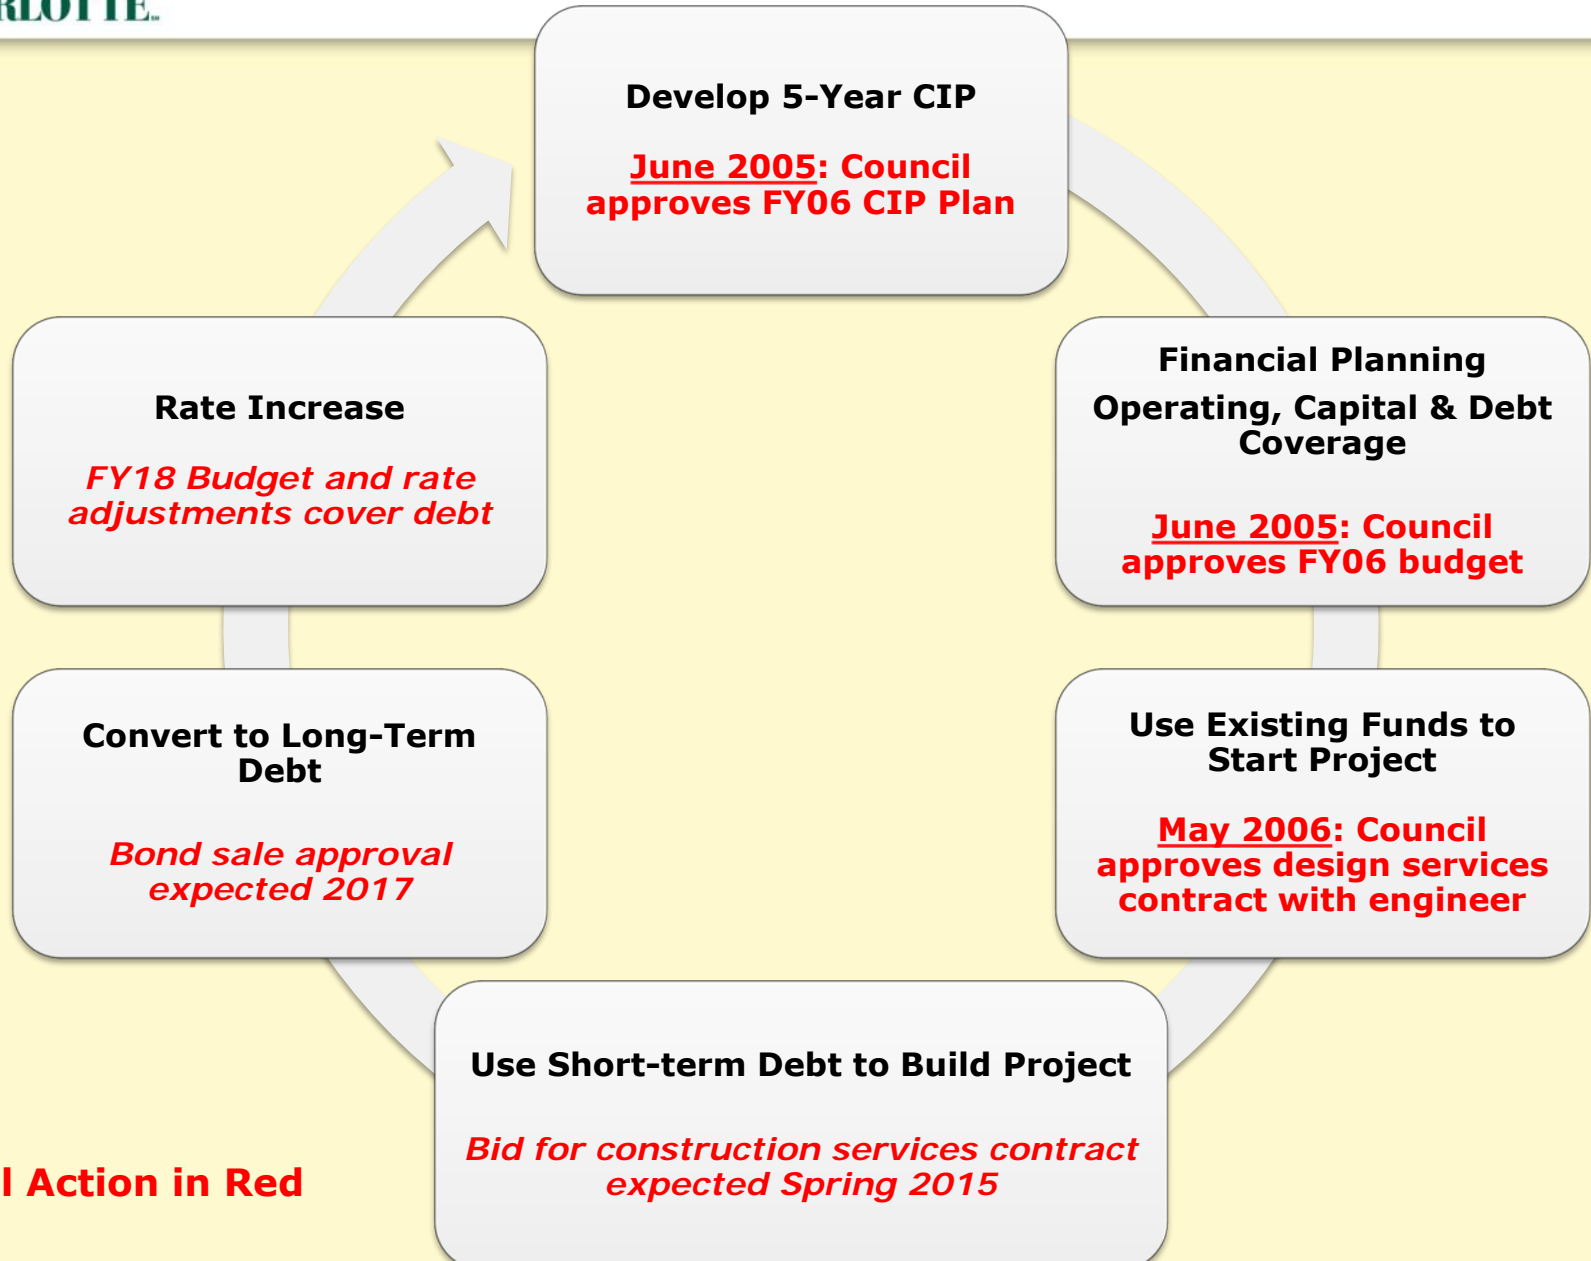 RLOTTE
Develop 5-Year CIP
June 2005: Council
approves FY06 CIP Plan
Financial Planning
Operating, Capital & Debt
Coverage
June 2005: Council
approves FY06 budget
Use Existing Funds to
Start Project
May 2006: Council
approves design services
contract with engineer
Use Short-term Debt to Build Project
Bid for construction services contract
expected Spring 2015
Convert to Long-Term
Debt
Bond sale approval
expected 2017
Rate Increase
FY18 Budget and rate
adjustments cover debt
l Action in Red